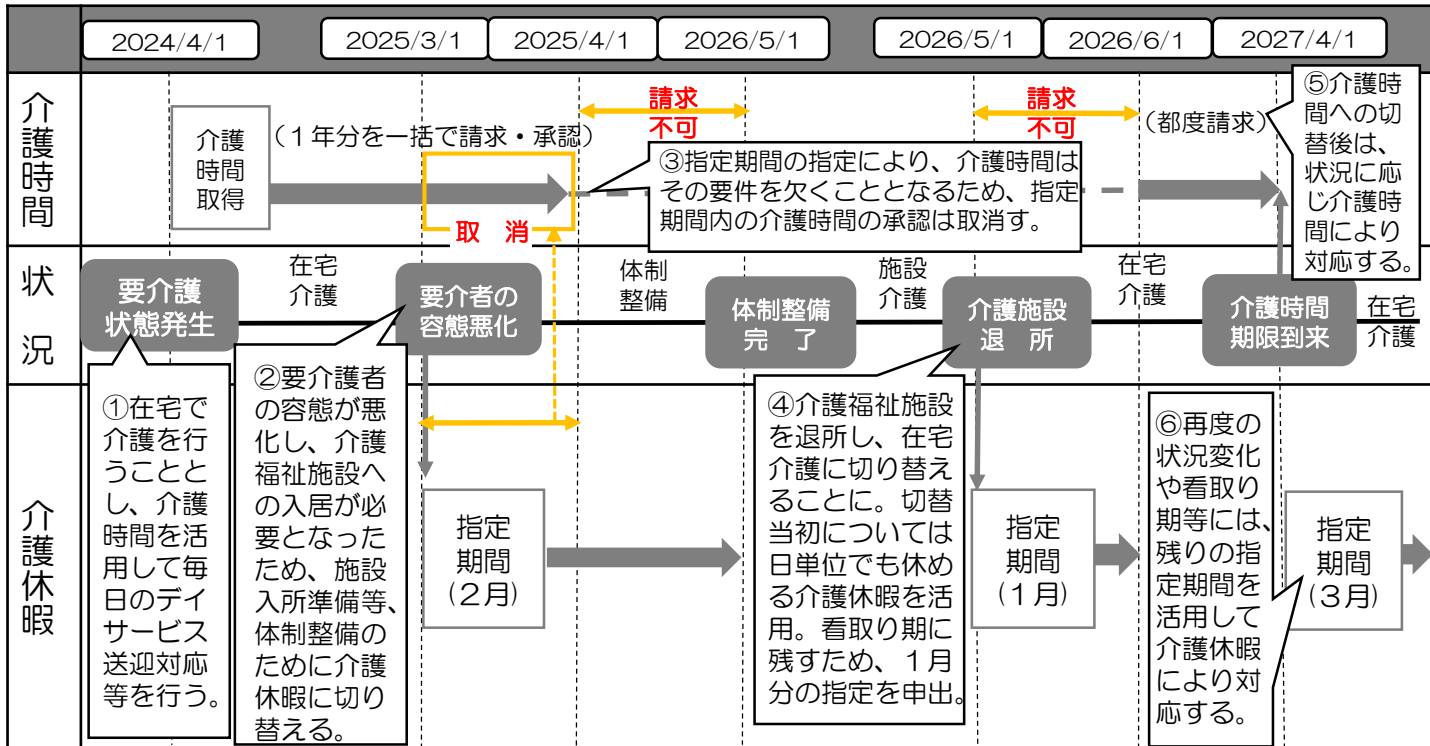 2024/4/1
2025/3/1
2025/4/1
2026/5/1
2026/5/1
2026/6/1
2027/4/1
介護時間
介護
時間
取得
(1年分を一括で請求・承認)
取　消
請求
不可
③指定期間の指定により、介護時間は
その要件を欠くこととなるため、指定
期間内の介護時間の承認は取消す。
請求
不可
(都度請求)
⑤介護時
間への切
替後は、
状況に応
じ介護時
間により
対応する。
状況
要介護
状態発生
在宅
介護
要介者の
容態悪化
体制
整備
体制整備
完　了
施設
介護
介護施設
退　所
在宅
介護
介護時間
期限到来
在宅
介護
介護休暇
①在宅で
介護を行
うことと
し、介護
時間を活
用して毎
日のデイ
サービス
送迎対応
等を行う。
②要介護者
の容態が悪
化し、介護
福祉施設へ
の入居が必
要となった
ため、施設
入所準備等、
体制整備の
ために介護
休暇に切り
替える。
指定
期間
(2月)
④介護福祉施設
を退所し、在宅
介護に切り替え
ることに。切替
当初については
日単位でも休め
る介護休暇を活
用。看取り期に
残すため、1月
分の指定を申出。
指定
期間
(1月)
⑥再度の
状況変化
や看取り
期等には、
残りの指
定期間を
活用して
介護休暇
により対
応する。
指定
期間
(3月)